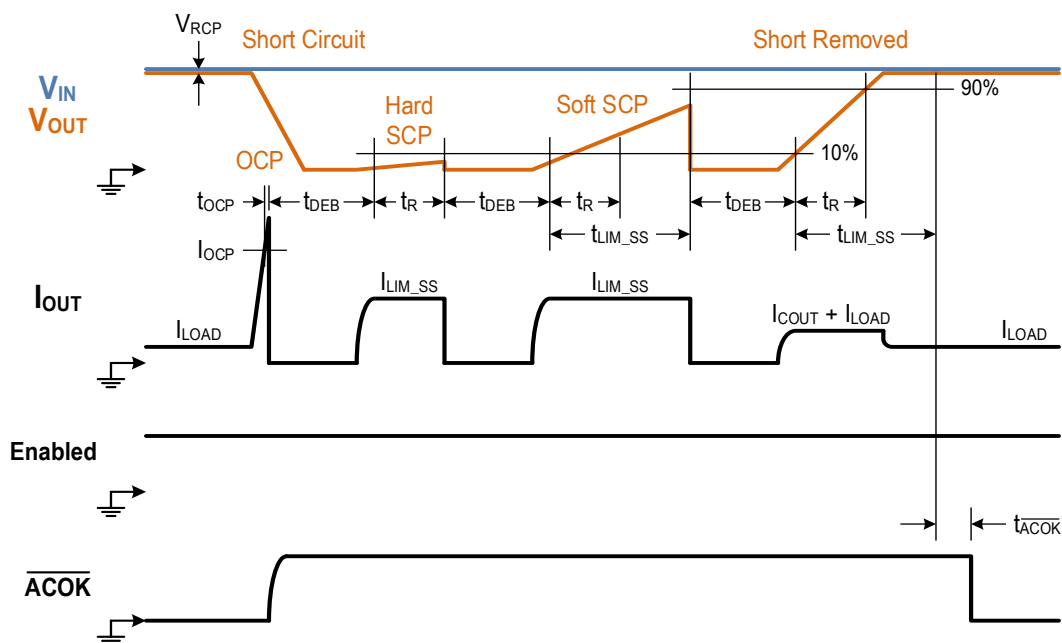 VRCP
Short Circuit
Short Removed
VIN
VOUT
Hard
SCP
Soft SCP
90%
OCP
10%
tOCP
tDEB
tR
tDEB
tR
tDEB
tR
tLIM_SS
tLIM_SS
IOCP
IOUT
ILOAD
ILIM_SS
ILIM_SS
ICOUT + ILOAD
ILOAD
Enabled
tACOK
ACOK